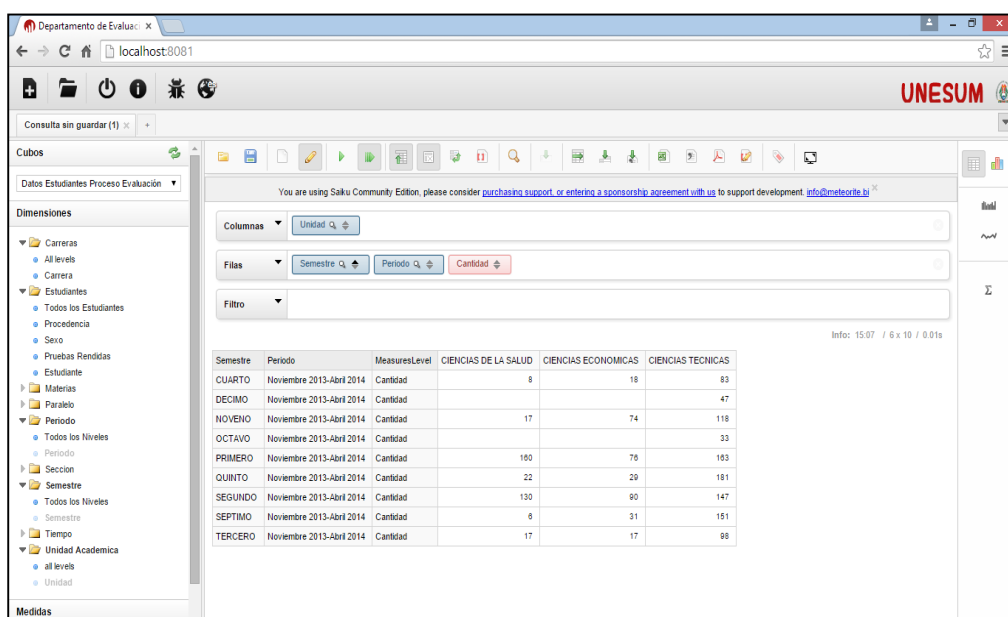 Departamento de Evaluac
localhost:8081
UNESUM
Consulta sin guardar (1)
Cubos
Datos Estudiantes Proceso Evaluación
Dimensiones
Carreras
All levels
Carrera
Estudiantes
Todos los Estudiantes
Procedencia
Sexo
Pruebas Rendidas
Estudiante
Materias
Paralelo
Periodo
Todos los Niveles
Periodo
Seccion
Semestre
Todos los Niveles
Semestre
Tiempo
Unidad Academica
all levels
Unidad
Medidas
You are using Saiku Community Edition, please consider purchasing support, or entering a sponsorship agreement with us to support development. info@meteorite.bi
Columnas Unidad
Filas Semestre Periodo Cantidad
Filtro
Info: 15:07 / 6 x 10 / 0.01s
Semestre Periodo MeasuresLevel CIENCIAS DE LA SALUD CIENCIAS ECONOMICAS CIENCIAS TECNICAS
CUARTO Noviembre 2013-Abril 2014 Cantidad 8 18 83
DECIMO Noviembre 2013-Abril 2014 Cantidad 47
NOVENO Noviembre 2013-Abril 2014 Cantidad 17 74 118
OCTAVO Noviembre 2013-Abril 2014 Cantidad 33
PRIMERO Noviembre 2013-Abril 2014 Cantidad 160 76 163
QUINTO Noviembre 2013-Abril 2014 Cantidad 22 29 181
SEGUNDO Noviembre 2013-Abril 2014 Cantidad 130 90 147
SEPTIMO Noviembre 2013-Abril 2014 Cantidad 6 31 151
TERCERO Noviembre 2013-Abril 2014 Cantidad 17 17 98